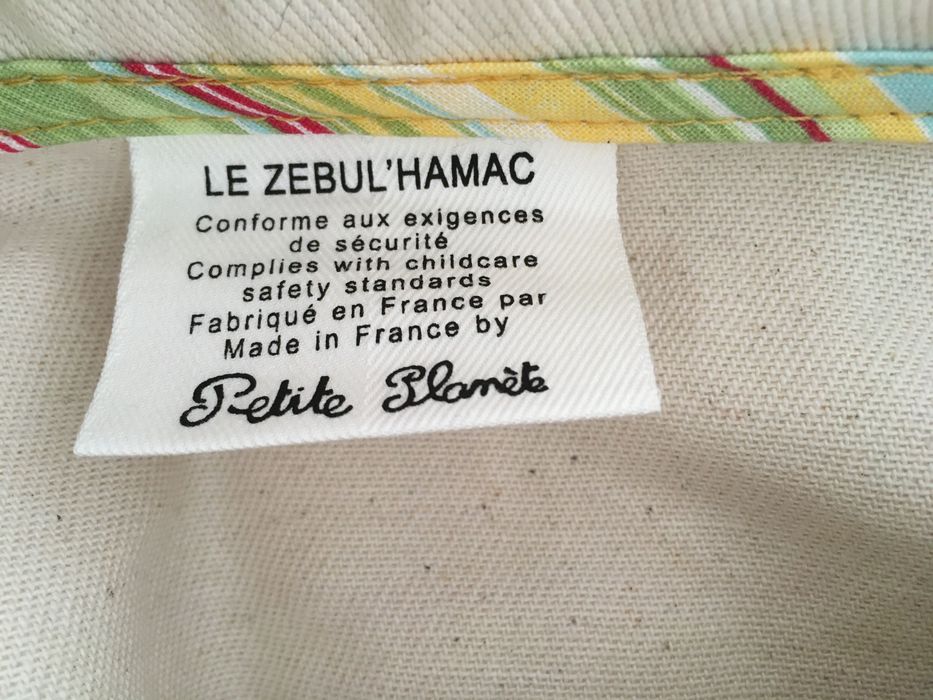 LE ZEBUL'HAMAC
Conforme aux exigences
de sécurité
Complies with childcare
safety standards
Fabriqué en France par
Made in France by
Petite Planète